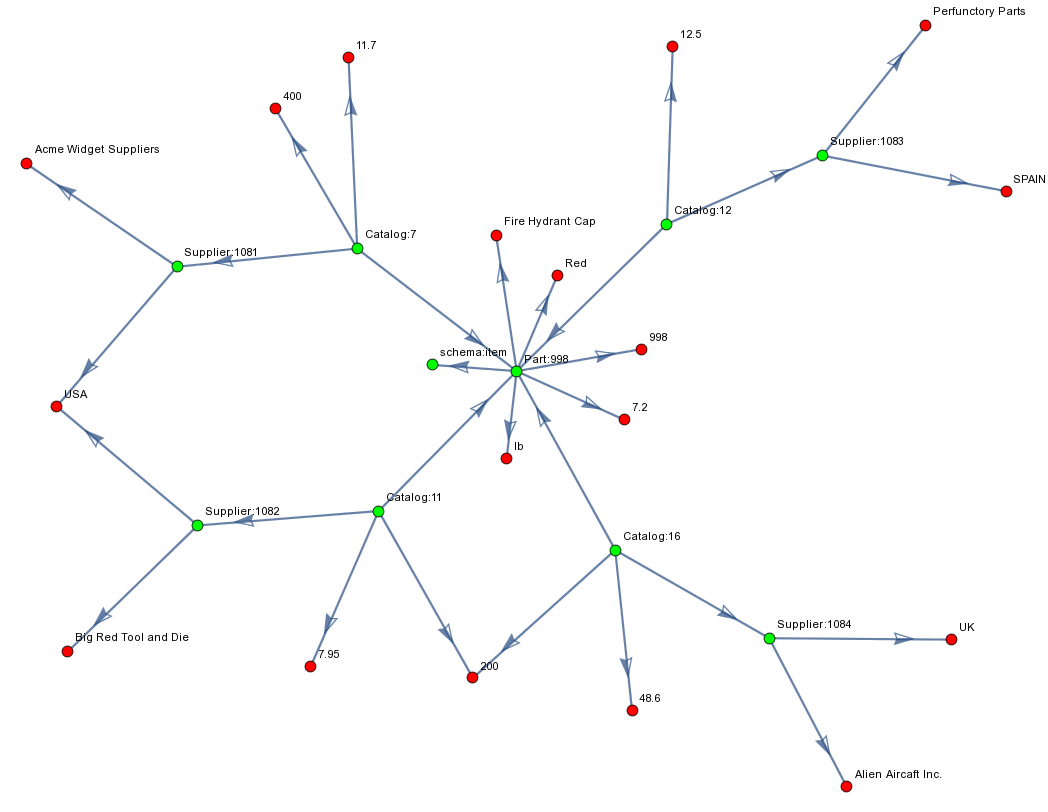 Perfunctory Parts
12.5
11.7
400
Supplier:1083
Acme Widget Suppliers
SPAIN
Catalog:12
Fire Hydrant Cap
Catalog:7
Supplier:1081
Red
998
schema:item
Part:998
USA
7.2
lb
Catalog:11
Supplier:1082
Catalog:16
Supplier:1084
UK
Big Red Tool and Die
7.95
200
48.6
Alien Aircaft Inc.